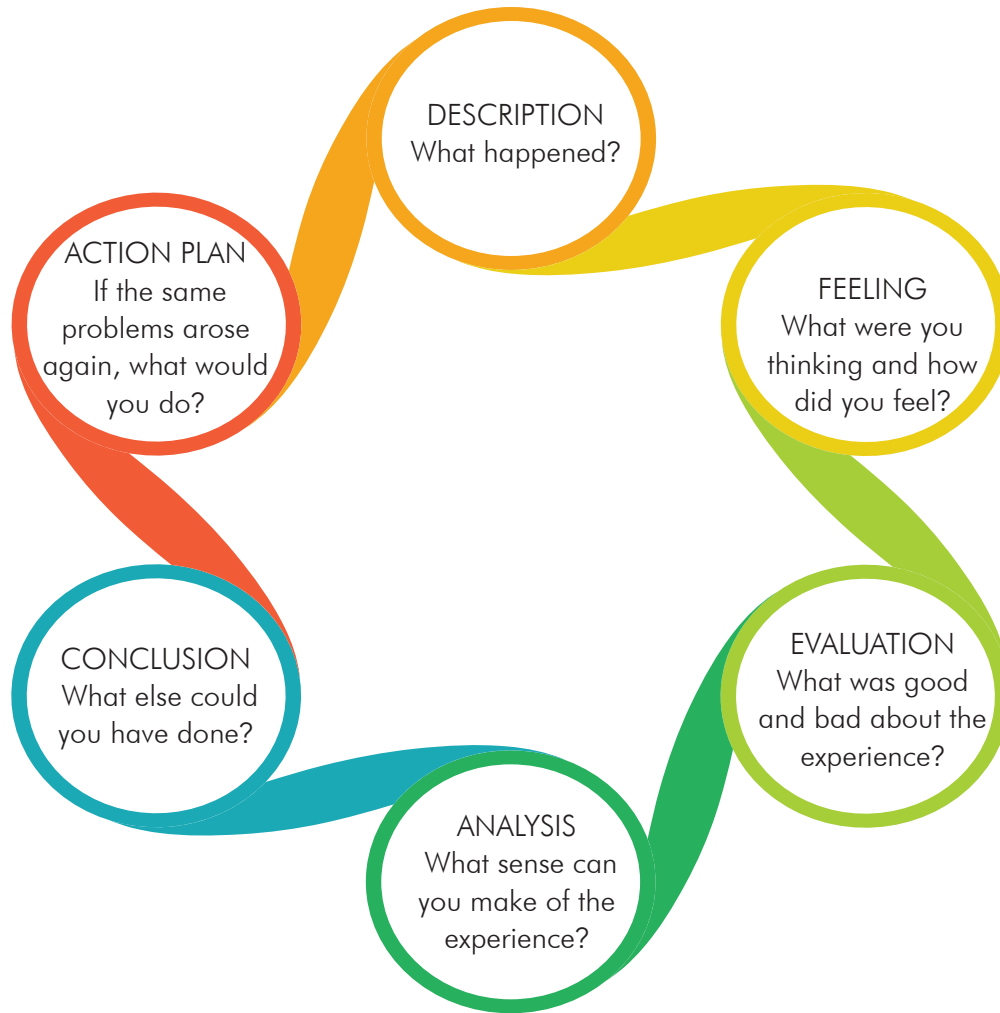 DESCRIPTION
What happened?
FEELING
What were you
thinking and how
did you feel?
EVALUATION
What was good
and bad about the
experience?
ANALYSIS
What sense can
you make of the
experience?
CONCLUSION
What else could
you have done?
ACTION PLAN
If the same
problems arose
again, what would
you do?